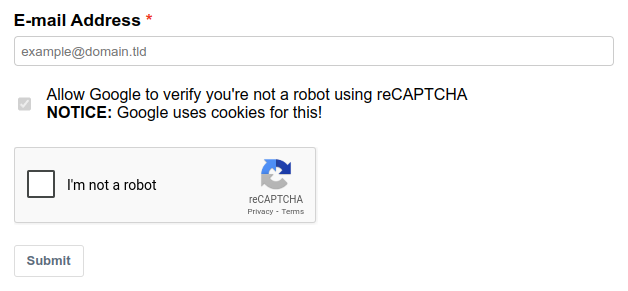 E-mail Address *
example@domain.tld
Allow Google to verify you're not a robot using reCAPTCHA
NOTICE: Google uses cookies for this!
I'm not a robot
reCAPTCHA
Privacy - Terms
Submit